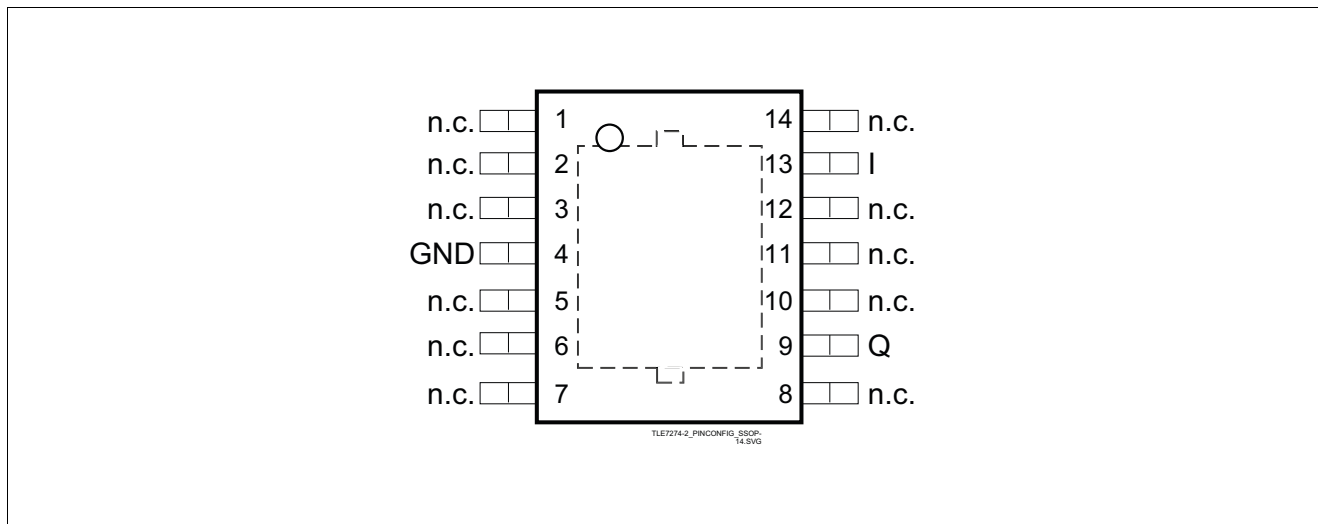 n.c. 1 14 n.c.
n.c. 2 13 I
n.c. 3 12 n.c.
GND 4 11 n.c.
n.c. 5 10 n.c.
n.c. 6 9 Q
n.c. 7 8 n.c.
TLE7274-2_PINCONFIG_SSOP-
14.SVG